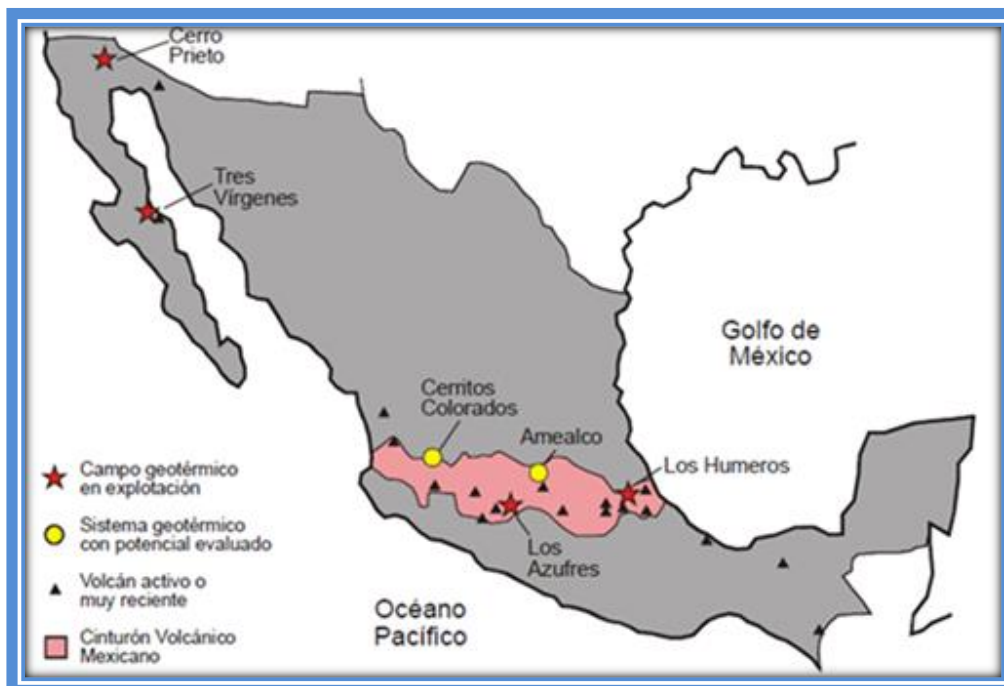 Cerro
Prieto
Tres
Vírgenes
Golfo de
México
Cerritos
Colorados
Amealco
Los Humeros
Los
Azufres
Océano
Pacífico
Campo geotérmico
en explotación
Sistema geotérmico
con potencial evaluado
Volcán activo o
muy reciente
Cinturón Volcánico
Mexicano